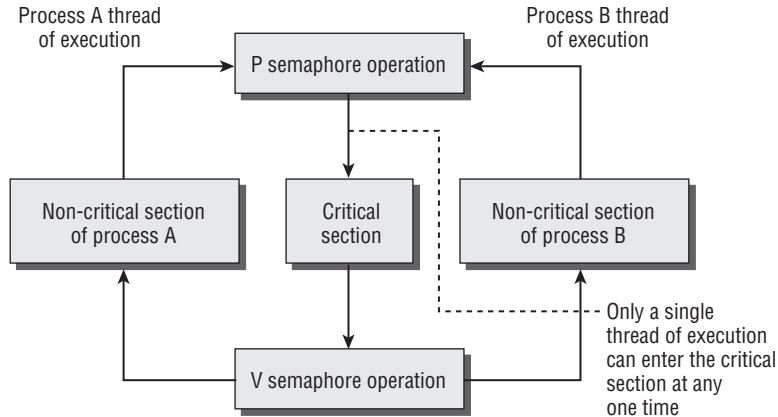 Process A thread
of execution
Process B thread
of execution
P semaphore operation
Non-critical section
of process A
Critical
section
Non-critical section
of process B
Only a single
thread of execution
can enter the critical
section at any
one time
V semaphore operation